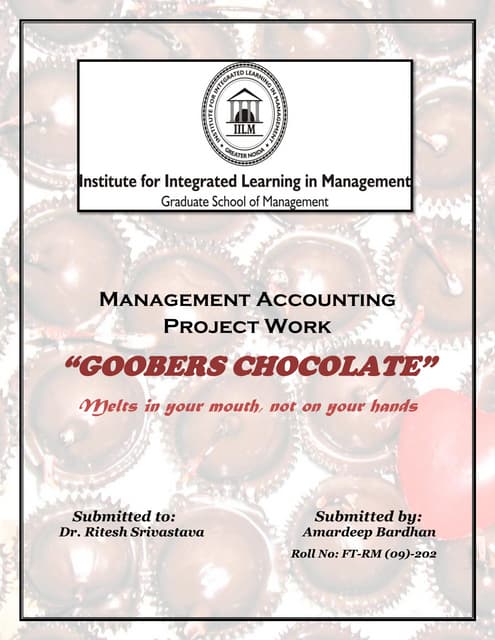 INSTITUTE FOR INTEGRATED LEARNING IN MANAGEMENT
IILM
GREATER NOIDA
Institute for Integrated Learning in Management
Graduate School of Management
MANAGEMENT ACCOUNTING
PROJECT WORK
“GOOBERS CHOCOLATE”
Melts in your mouth, not on your hands
Submitted to:
Dr. Ritesh Srivastava
Submitted by:
Amardeep Bardhan
Roll No: FT-RM (09)-202